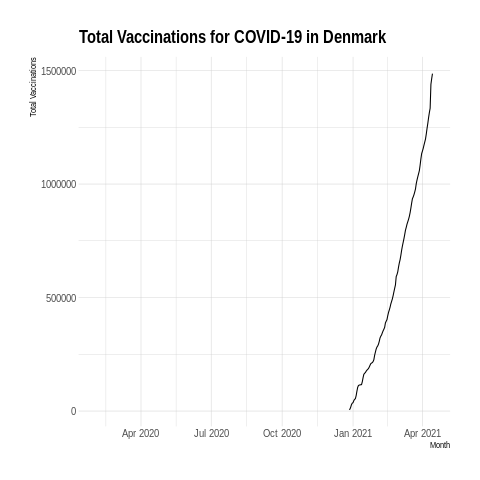 Total Vaccinations for COVID-19 in Denmark
Total Vaccinations
1500000
1000000
500000
0
Apr 2020 Jul 2020 Oct 2020 Jan 2021 Apr 2021
Month